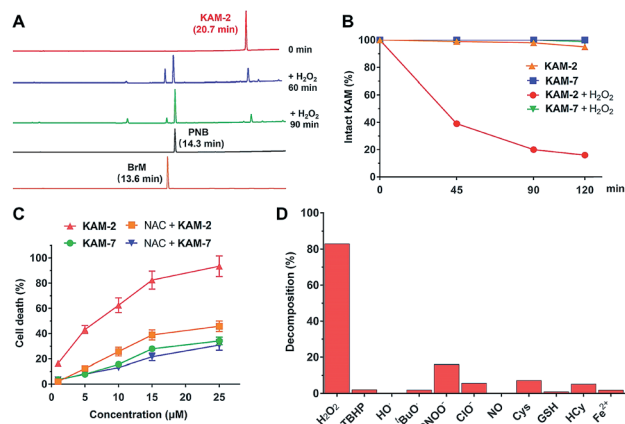 A
KAM-2
(20.7 min)
0 min
+ H₂O₂
60 min
+ H₂O₂
90 min
PNB
(14.3 min)
BrM
(13.6 min)
B
Intact KAM (%)
100
80
60
40
20
0
0 45 90 120 min
KAM-2
KAM-7
KAM-2 + H₂O₂
KAM-7 + H₂O₂
C
KAM-2 NAC + KAM-2
KAM-7 NAC + KAM-7
Cell death (%)
100
80
60
40
20
0
0 5 10 15 20 25
Concentration (µM)
D
Decomposition (%)
100
80
60
40
20
0
H₂O₂
TBHP
HO·
ᵗBuO·
ONOO⁻
ClO⁻
NO
Cys
GSH
HCy
Fe²⁺